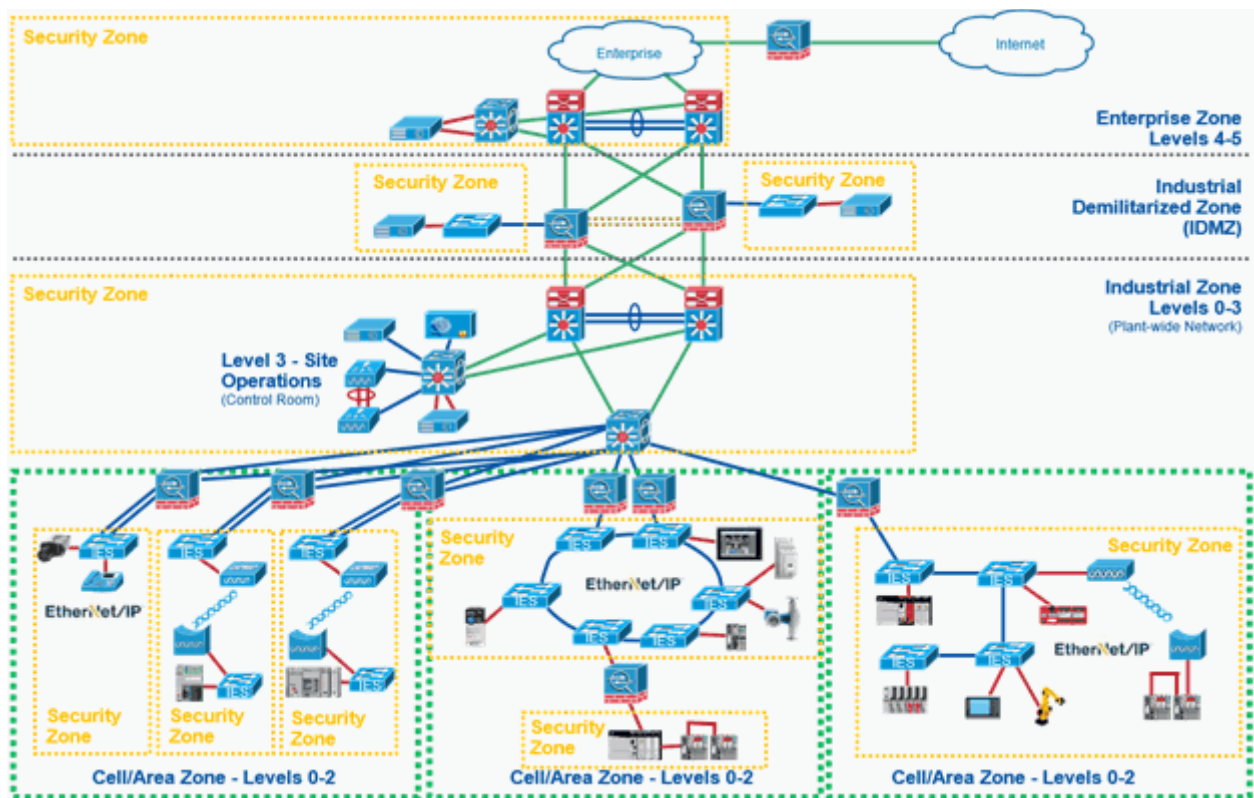 Security Zone
Enterprise
Internet
Enterprise Zone
Levels 4-5
Security Zone
Security Zone
Industrial
Demilitarized Zone
(IDMZ)
Security Zone
Industrial Zone
Levels 0-3
(Plant-wide Network)
Level 3 - Site
Operations
(Control Room)
IES
IES
IES
EtherNet/IP
IES
IES
Security
Zone
Security
Zone
Security
Zone
Cell/Area Zone - Levels 0-2
Security
Zone
IES
IES
EtherNet/IP
IES
IES
IES
IES
Security
Zone
Cell/Area Zone - Levels 0-2
Security Zone
IES
IES
EtherNet/IP
IES
IES
Cell/Area Zone - Levels 0-2